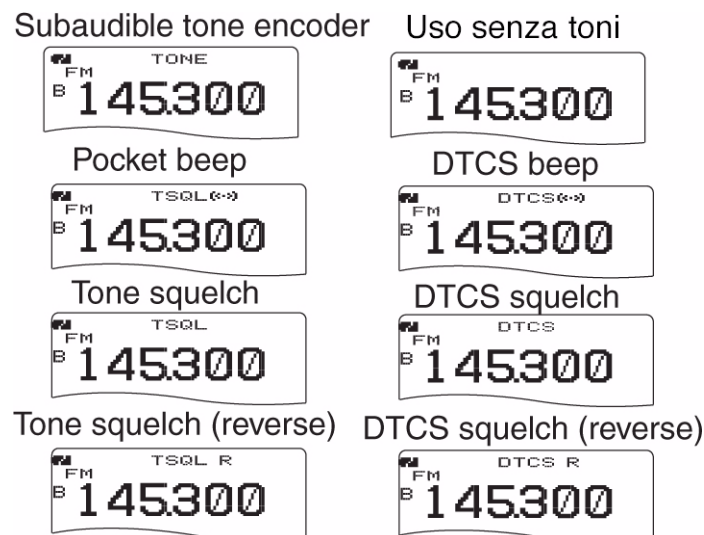 Subaudible tone encoder
TONE
FM
B 145.300
Uso senza toni
FM
B 145.300
Pocket beep
TSQL((·))
FM
B 145.300
DTCS beep
DTCS((·))
FM
B 145.300
Tone squelch
TSQL
FM
B 145.300
DTCS squelch
DTCS
FM
B 145.300
Tone squelch (reverse)
TSQL R
FM
B 145.300
DTCS squelch (reverse)
DTCS R
FM
B 145.300